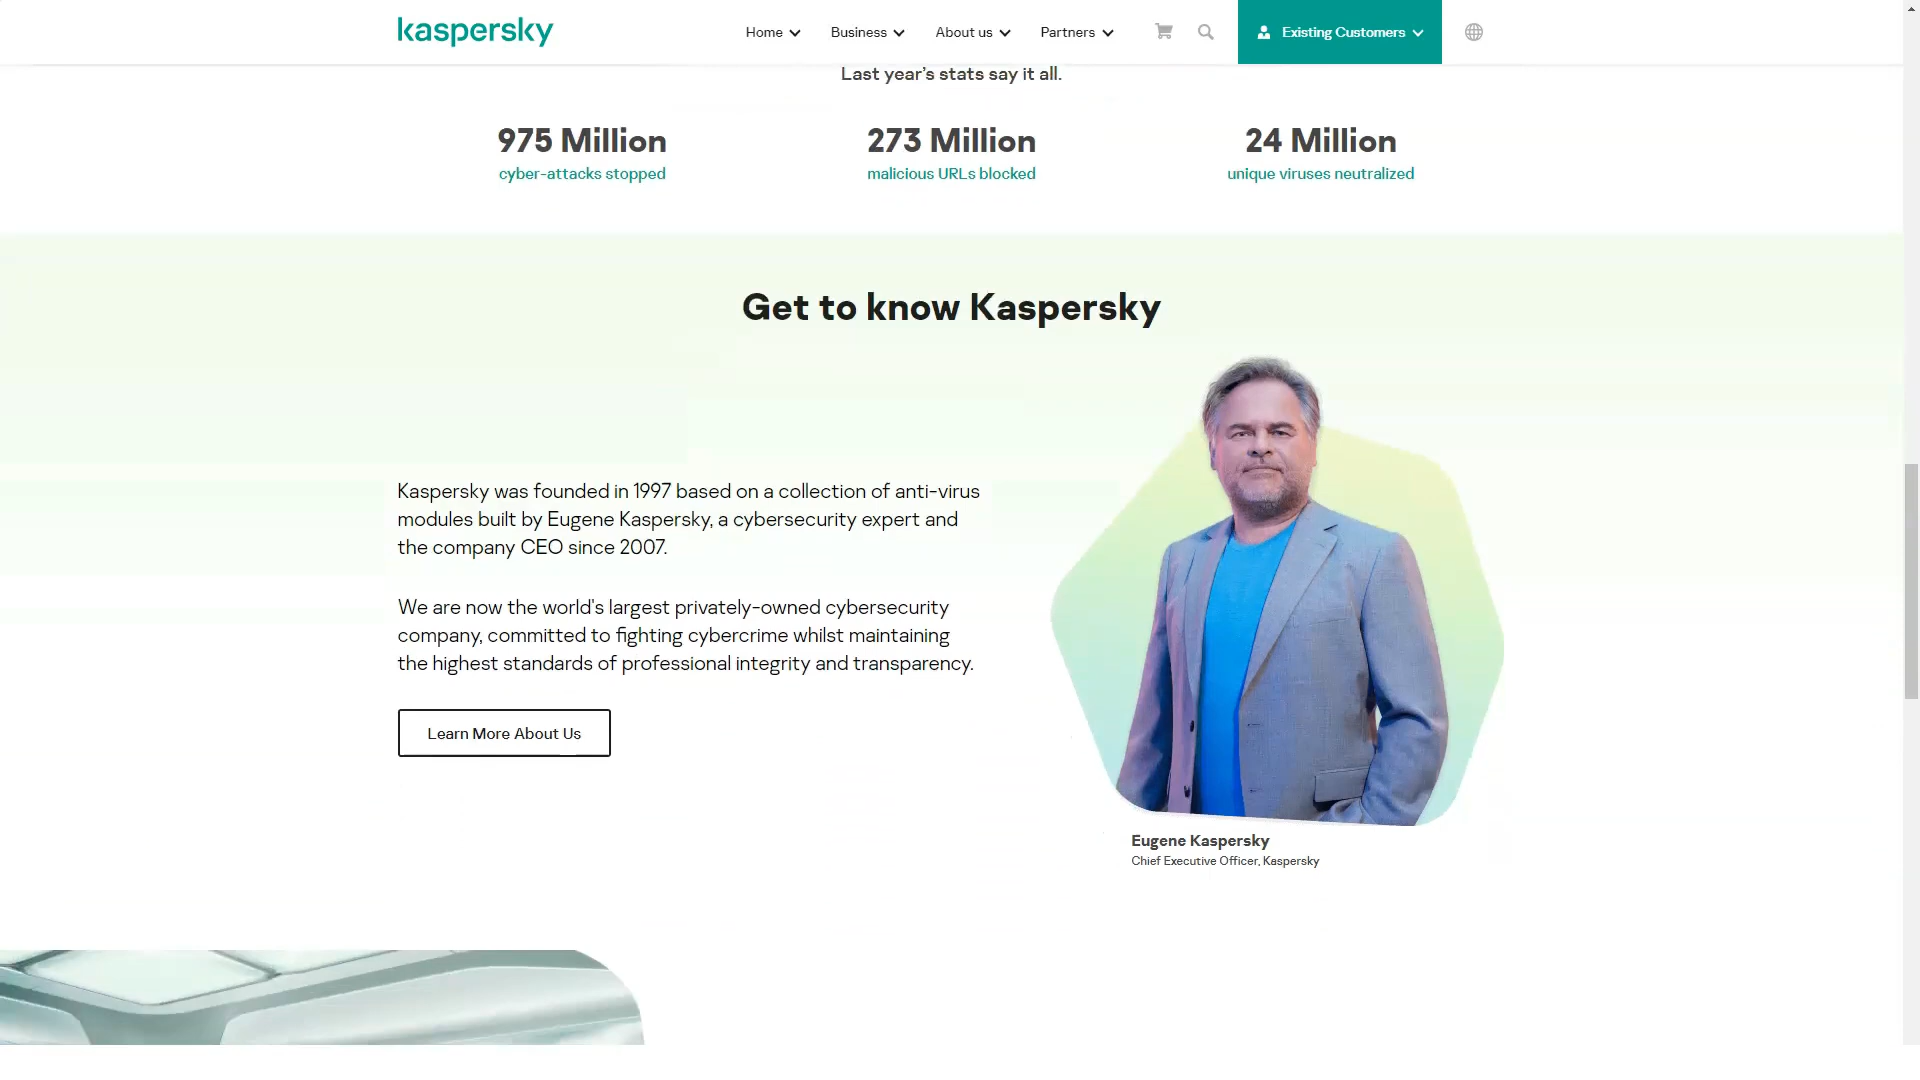 kaspersky
Home
Business
About us
Partners
Existing Customers
Last year's stats say it all.
975 Million
cyber-attacks stopped
273 Million
malicious URLs blocked
24 Million
unique viruses neutralized
Get to know Kaspersky
Kaspersky was founded in 1997 based on a collection of anti-virus
modules built by Eugene Kaspersky, a cybersecurity expert and
the company CEO since 2007.
We are now the world's largest privately-owned cybersecurity
company, committed to fighting cybercrime whilst maintaining
the highest standards of professional integrity and transparency.
Learn More About Us
Eugene Kaspersky
Chief Executive Officer, Kaspersky